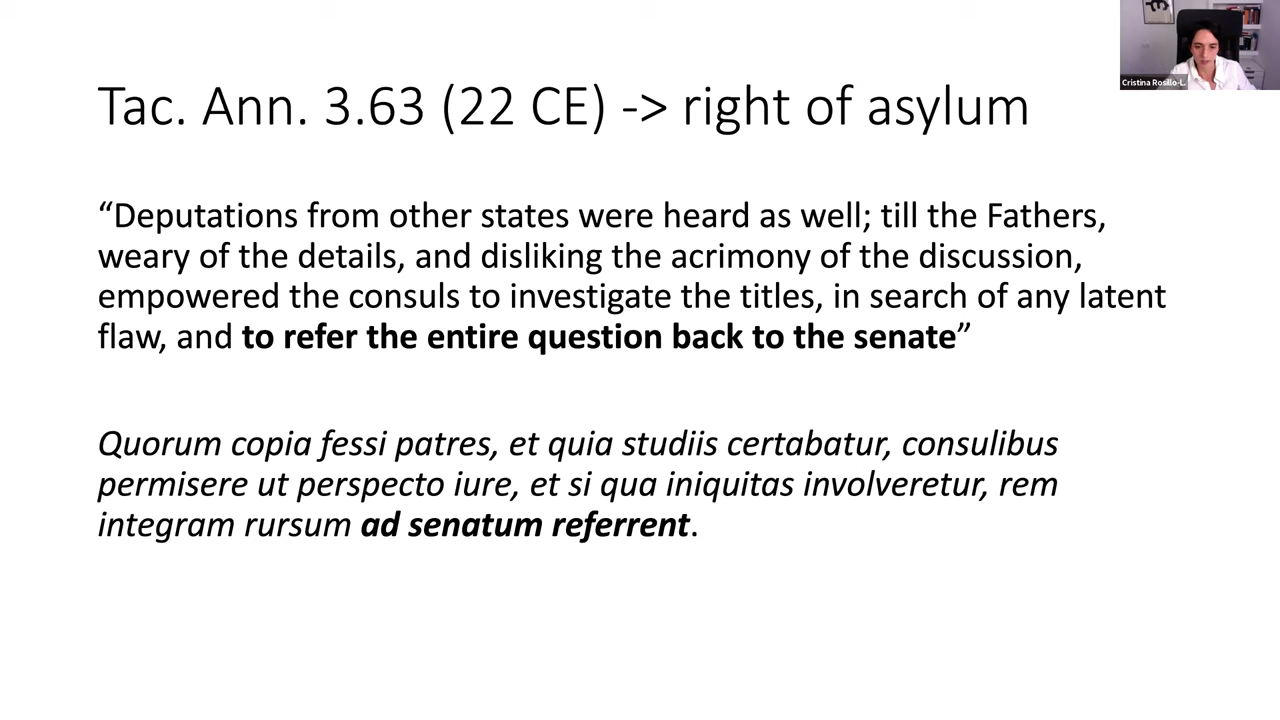 Cristina Rosillo-L.
Tac. Ann. 3.63 (22 CE) -> right of asylum
“Deputations from other states were heard as well; till the Fathers,
weary of the details, and disliking the acrimony of the discussion,
empowered the consuls to investigate the titles, in search of any latent
flaw, and to refer the entire question back to the senate”
Quorum copia fessi patres, et quia studiis certabatur, consulibus
permisere ut perspecto iure, et si qua iniquitas involveretur, rem
integram rursum ad senatum referrent.